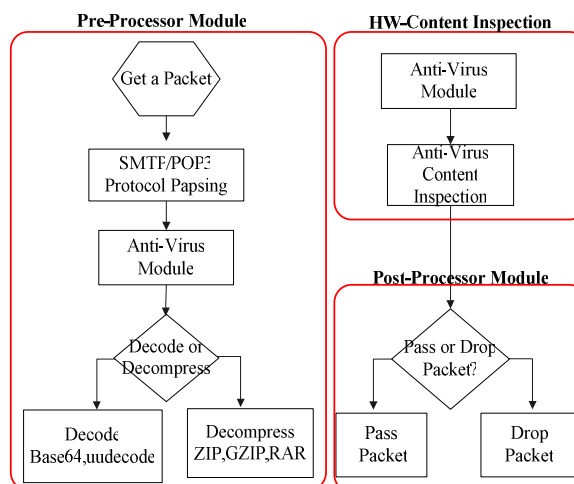 Pre-Processor Module
Get a Packet
SMTP/POP3
Protocol Papsing
Anti-Virus
Module
Decode or
Decompress
Decode
Base64,uudecode
Decompress
ZIP,GZIP,RAR
HW-Content Inspection
Anti-Virus
Module
Anti-Virus
Content
Inspection
Post-Processor Module
Pass or Drop
Packet?
Pass
Packet
Drop
Packet